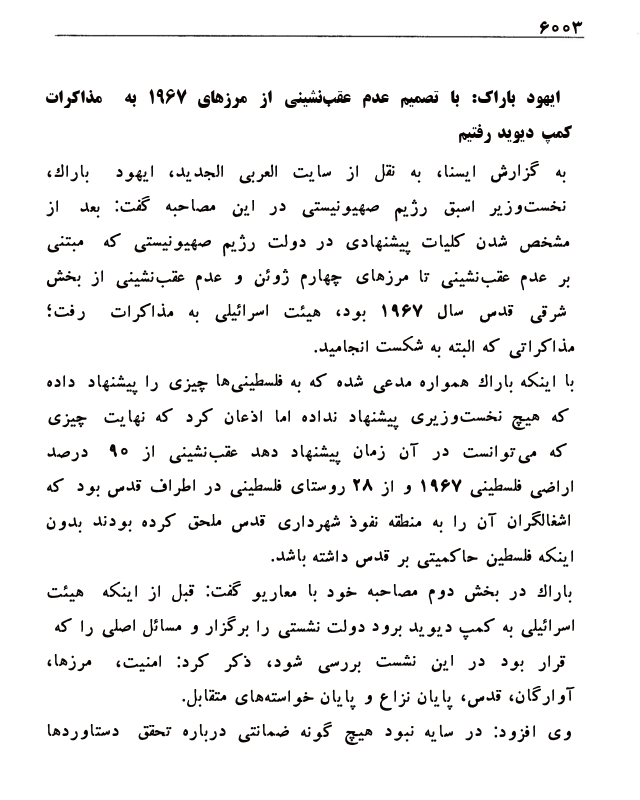 ۶۰۰۳
ایهود باراک: با تصمیم عدم عقب‌نشینی از مرزهای ۱۹۶۷ به مذاکرات
کمپ دیوید رفتیم
به گزارش ایسنا، به نقل از سایت العربی الجدید، ایهود باراك،
نخست‌وزیر اسبق رژیم صهیونیستی در این مصاحبه گفت: بعد از
مشخص شدن کلیات پیشنهادی در دولت رژیم صهیونیستی که مبتنی
بر عدم عقب‌نشینی تا مرزهای چهارم ژوئن و عدم عقب‌نشینی از بخش
شرقی قدس سال ۱۹۶۷ بود، هیئت اسرائیلی به مذاکرات رفت؛
مذاکراتی که البته به شکست انجامید.
با اینکه باراك همواره مدعی شده که به فلسطینی‌ها چیزی را پیشنهاد داده
که هیچ نخست‌وزیری پیشنهاد نداده اما اذعان کرد که نهایت چیزی
که می‌توانست در آن زمان پیشنهاد دهد عقب‌نشینی از ۹۰ درصد
اراضی فلسطینی ۱۹۶۷ و از ۲۸ روستای فلسطینی در اطراف قدس بود که
اشغالگران آن را به منطقه نفوذ شهرداری قدس ملحق کرده بودند بدون
اینکه فلسطین حاکمیتی بر قدس داشته باشد.
باراك در بخش دوم مصاحبه خود با معاریو گفت: قبل از اینکه هیئت
اسرائیلی به کمپ دیوید برود دولت نشستی را برگزار و مسائل اصلی را که
قرار بود در این نشست بررسی شود، ذکر کرد: امنیت، مرزها،
آوارگان، قدس، پایان نزاع و پایان خواسته‌های متقابل.
وی افزود: در سایه نبود هیچ گونه ضمانتی درباره تحقق دستاوردها